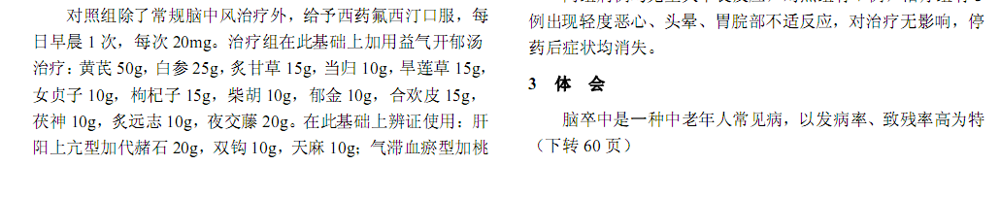 对照组除了常规脑中风治疗外，给予西药氟西汀口服，每
日早晨 1 次，每次 20mg。治疗组在此基础上加用益气开郁汤
治疗：黄芪 50g，白参 25g，炙甘草 15g，当归 10g，旱莲草 15g，
女贞子 10g，枸杞子 15g，柴胡 10g，郁金 10g，合欢皮 15g，
茯神 10g，炙远志 10g，夜交藤 20g。在此基础上辨证使用：肝
阳上亢型加代赭石 20g，双钩 10g，天麻 10g；气滞血瘀型加桃
例出现轻度恶心、头晕、胃脘部不适反应，对治疗无影响，停
药后症状均消失。
3 体 会
脑卒中是一种中老年人常见病，以发病率、致残率高为特
（下转 60 页）